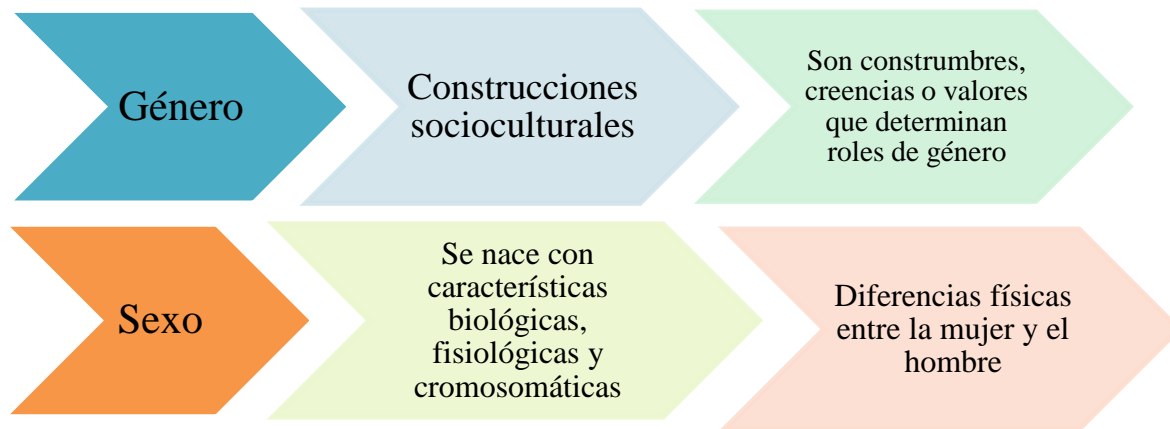 Género
Construcciones
socioculturales
Son construmbres,
creencias o valores
que determinan
roles de género
Sexo
Se nace con
características
biológicas,
fisiológicas y
cromosomáticas
Diferencias físicas
entre la mujer y el
hombre